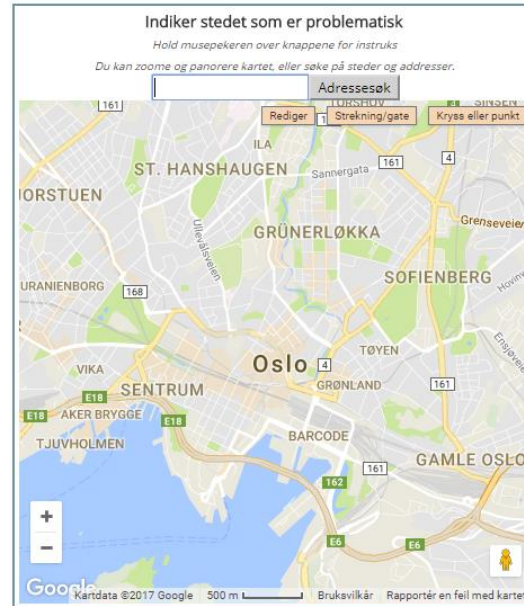 Indiker stedet som er problematisk
Hold musepekeren over knappene for instruks
Du kan zoome og panorere kartet, eller søke på steder og addresser.
Adressesøk
161
TORSHOV
SINSEN
Rediger
Strekning/gate
Kryss eller punkt
4
ILA
ST. HANSHAUGEN
Sannergata
161
4
Ullevålsveien
GRÜNERLØKKA
Grenseveien
SOFIENBERG
URANIENBORG
168
Ensjøveien
Oslo
4
TØYEN
VIKA
GRØNLAND
161
E18
SENTRUM
E18
AKER BRYGGE
E18
TJUVHOLMEN
BARCODE
161
GAMLE OSLO
162
+
−
E6
E6
Google
Kartdata ©2017 Google
500 m
Bruksvilkår
Rapportér en feil med kartet